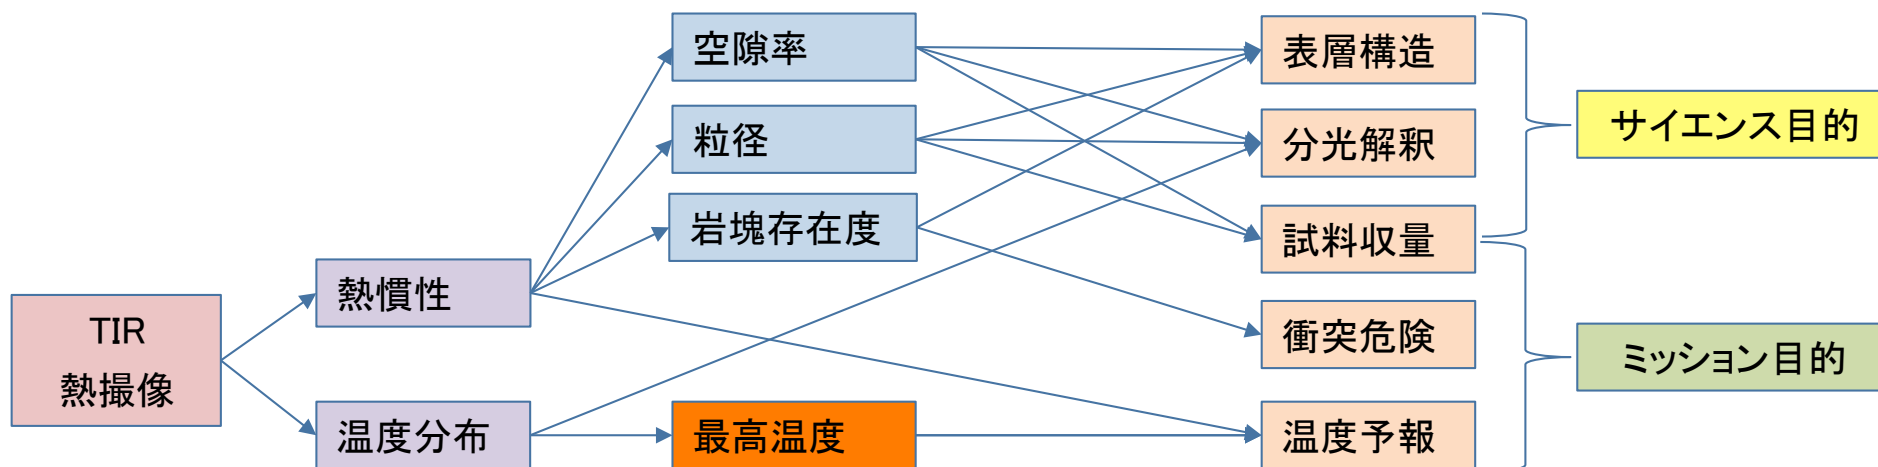 TIR
熱撮像
熱慣性
温度分布
空隙率
粒径
岩塊存在度
最高温度
表層構造
分光解釈
試料収量
衝突危険
温度予報
サイエンス目的
ミッション目的